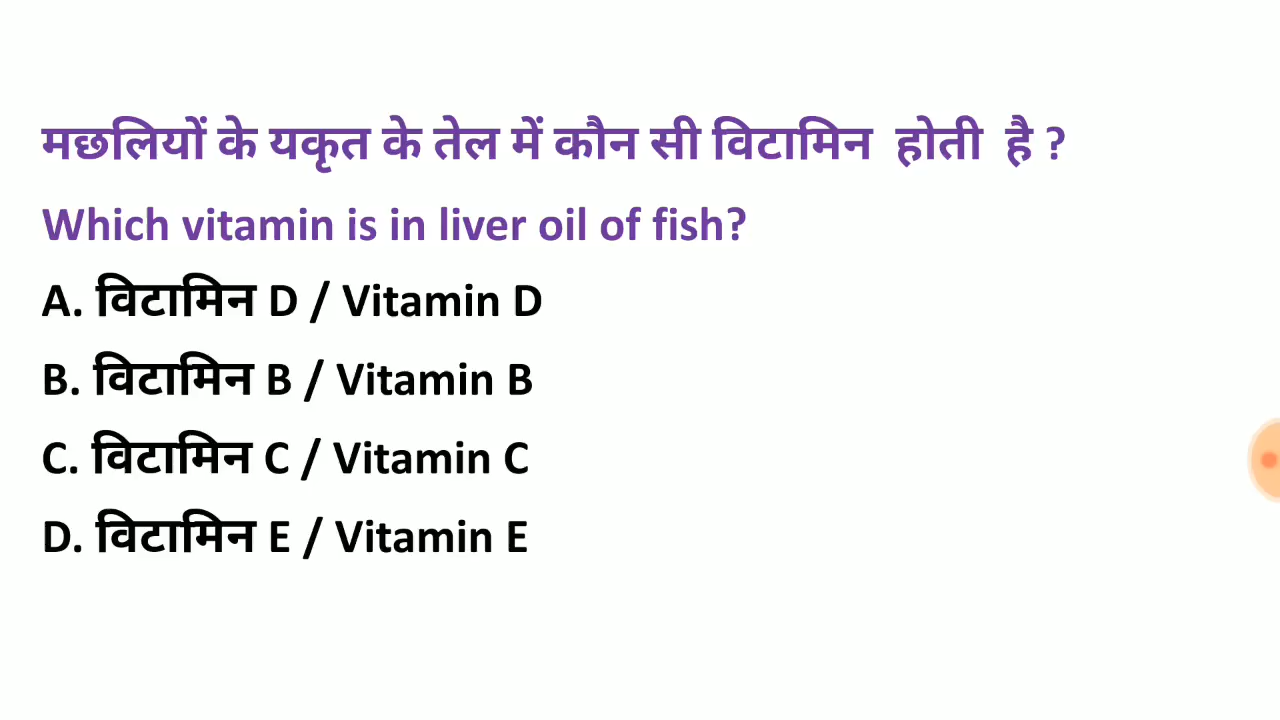 मछलियों के यकृत के तेल में कौन सी विटामिन होती है ?
Which vitamin is in liver oil of fish?
A. विटामिन D / Vitamin D
B. विटामिन B / Vitamin B
C. विटामिन C / Vitamin C
D. विटामिन E / Vitamin E